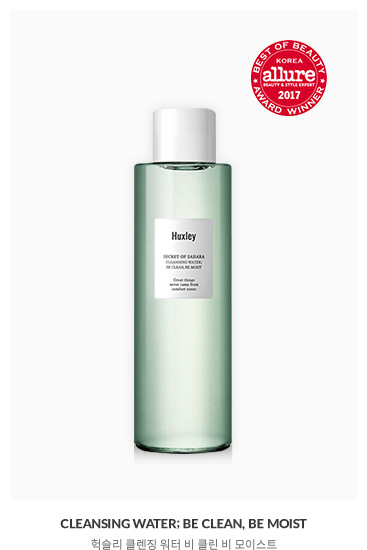 BEST OF BEAUTY
KOREA
allure
BEAUTY & STYLE EXPERT
2017
AWARD WINNER
Huxley
SECRET OF SAHARA
CLEANSING WATER;
BE CLEAN, BE MOIST
Great things
never come from
comfort zones
CLEANSING WATER; BE CLEAN, BE MOIST
헉슬리 클렌징 워터 비 클린 비 모이스트